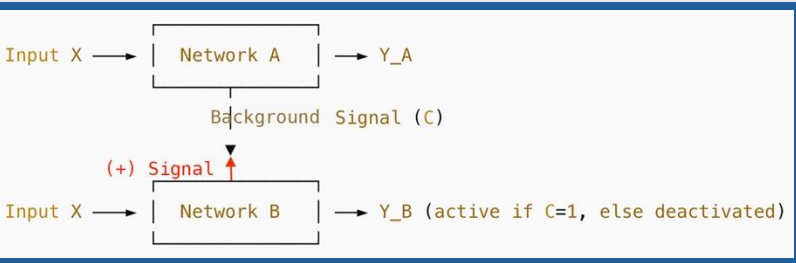 Input X Network A Y_A
Background Signal (C)
(+) Signal
Input X Network B Y_B (active if C=1, else deactivated)